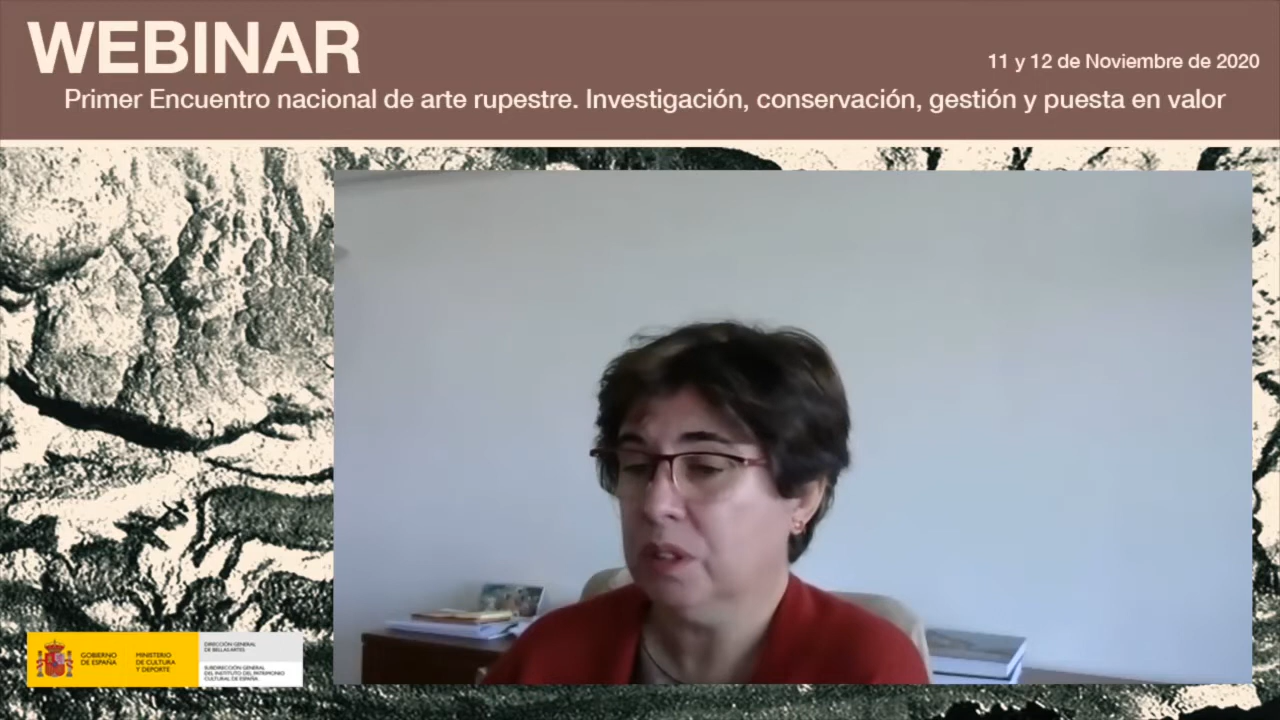 WEBINAR
11 y 12 de Noviembre de 2020
Primer Encuentro nacional de arte rupestre. Investigación, conservación, gestión y puesta en valor
GOBIERNO
DE ESPAÑA
MINISTERIO
DE CULTURA
Y DEPORTE
DIRECCIÓN GENERAL
DE BELLAS ARTES
SUBDIRECCIÓN GENERAL
DEL INSTITUTO DEL PATRIMONIO
CULTURAL DE ESPAÑA